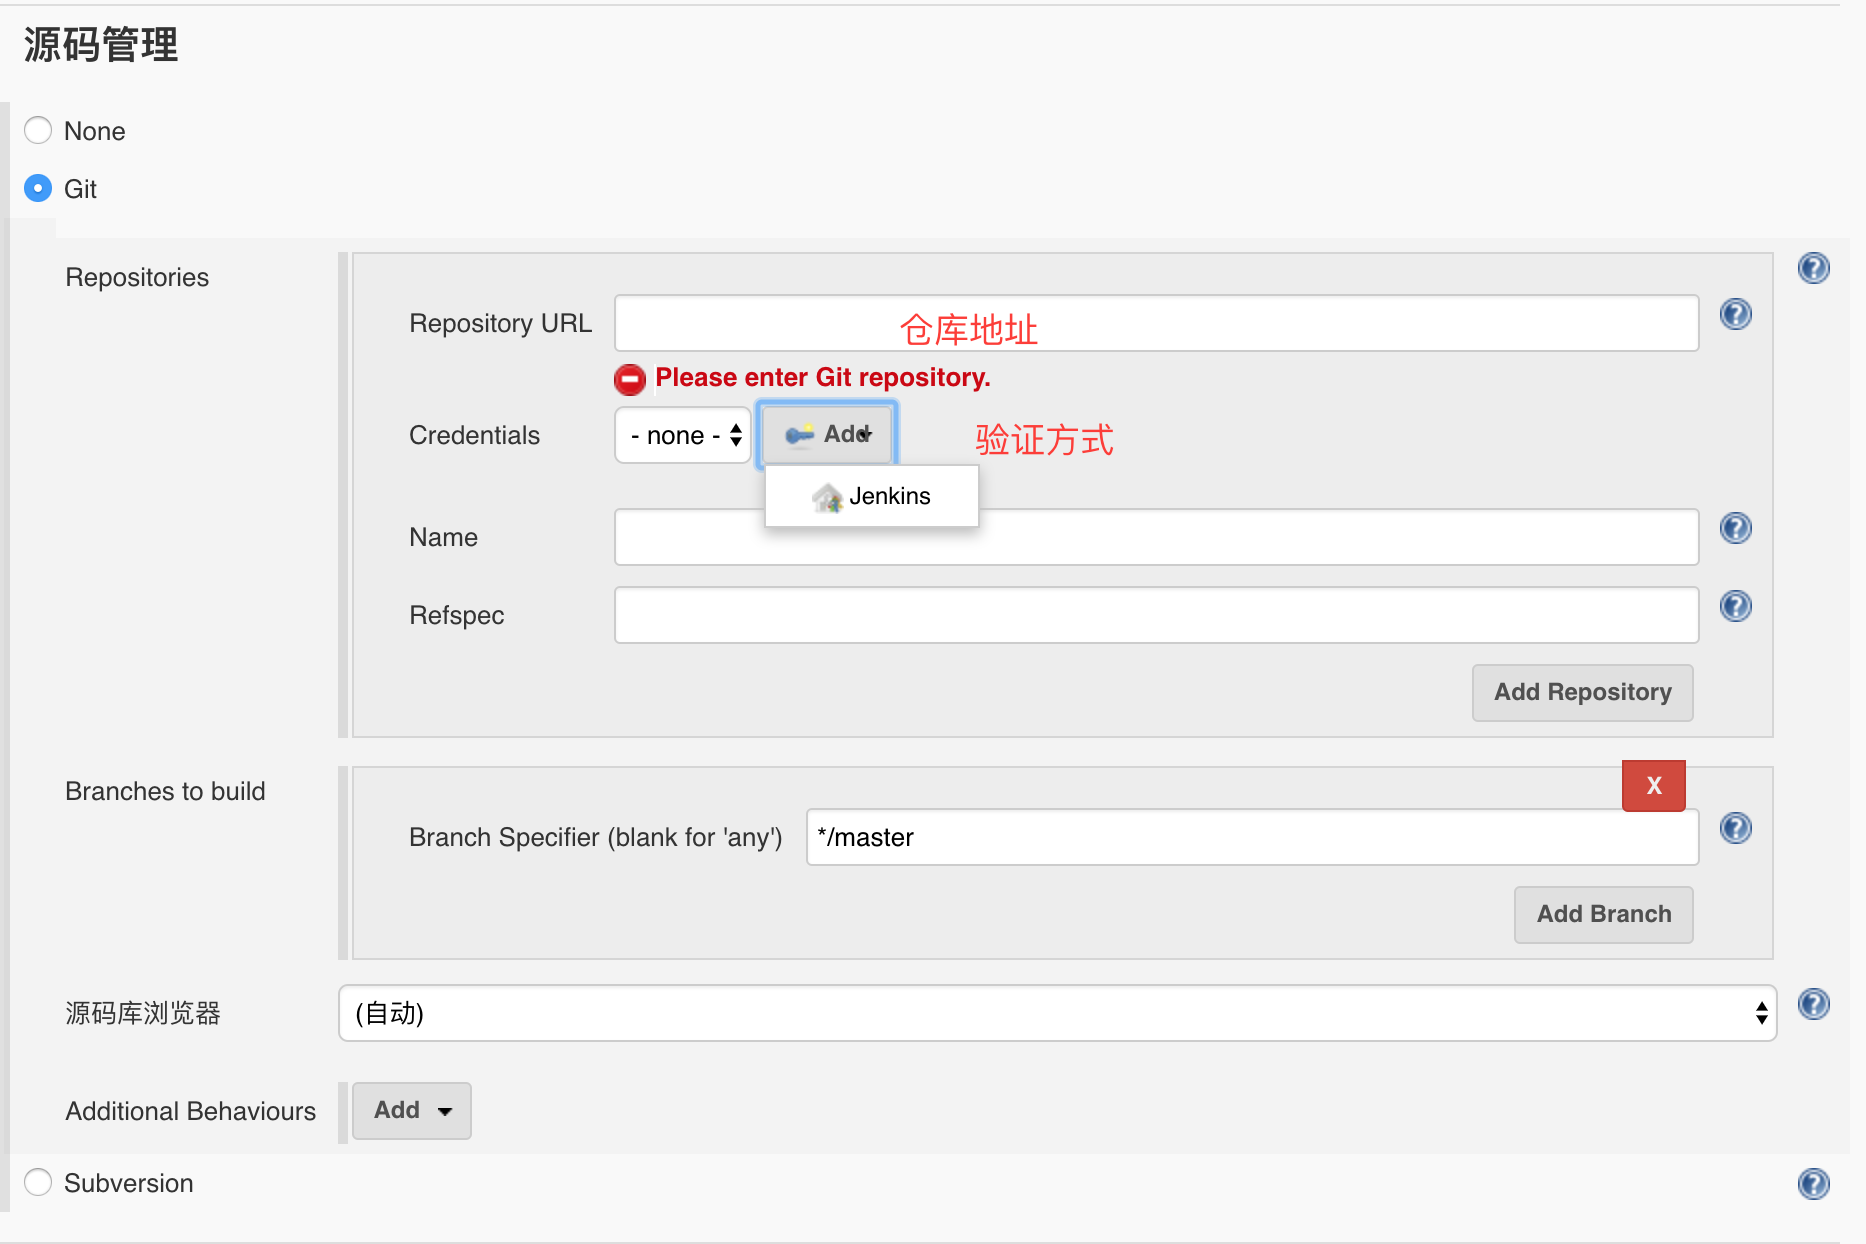 源码管理
None
Git
Repositories
Repository URL
仓库地址
Please enter Git repository.
Credentials
- none -
Add
验证方式
Jenkins
Name
Refspec
Add Repository
Branches to build
X
Branch Specifier (blank for 'any')
*/master
Add Branch
源码库浏览器
(自动)
Additional Behaviours
Add
Subversion